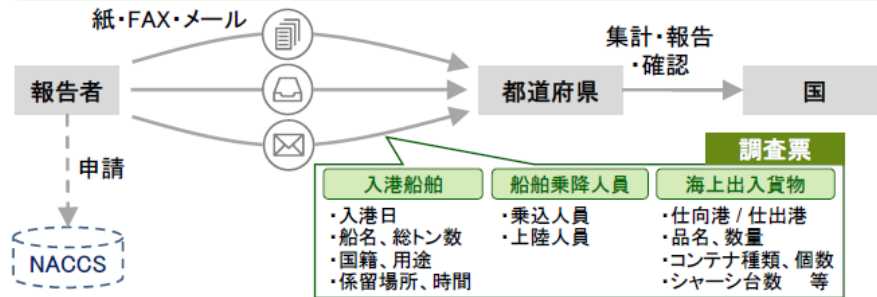 紙・FAX・メール
集計・報告
・確認
報告者
都道府県
国
申請
NACCS
調査票
入港船舶
・入港日
・船名、総トン数
・国籍、用途
・係留場所、時間
船舶乗降人員
・乗込人員
・上陸人員
海上出入貨物
・仕向港 / 仕出港
・品名、数量
・コンテナ種類、個数
・シャーシ台数　等